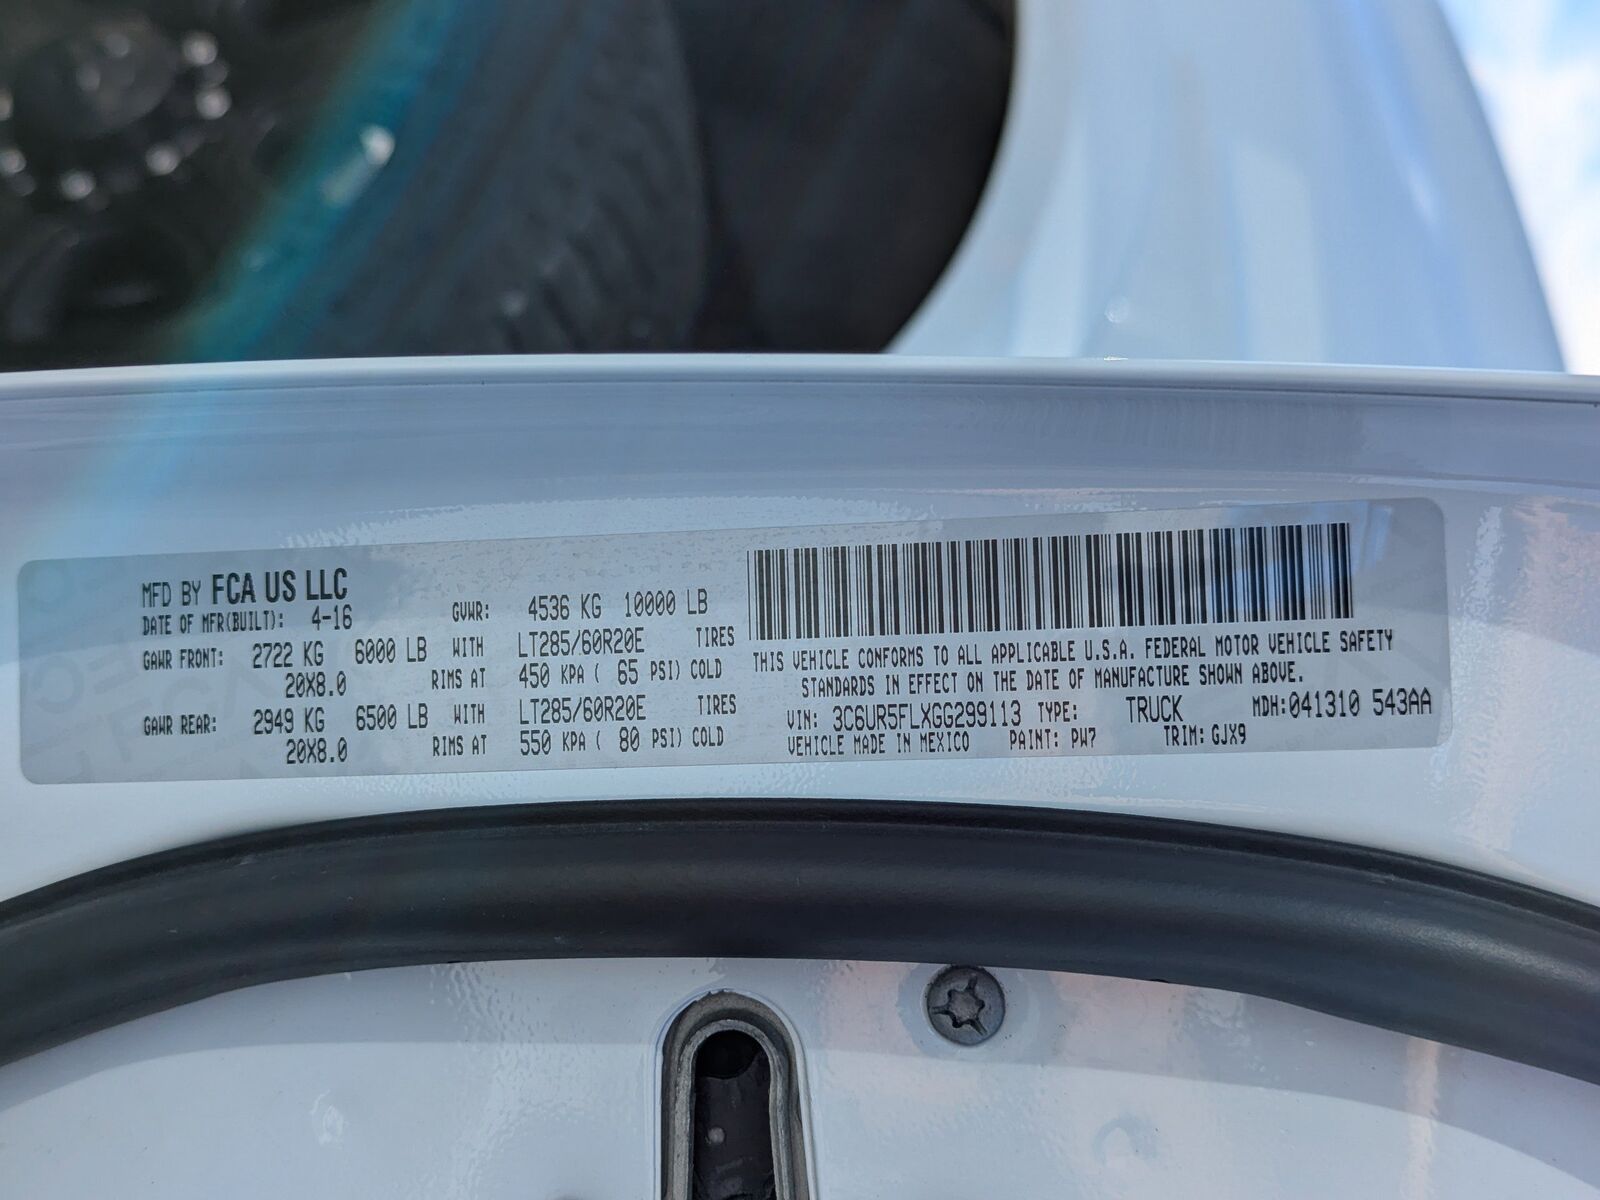 MFD BY FCA US LLC
DATE OF MFR(BUILT): 4-16 GVWR: 4536 KG 10000 LB
GAWR FRONT: 2722 KG 6000 LB WITH LT285/60R20E TIRES
20X8.0 RIMS AT 450 KPA ( 65 PSI) COLD
GAWR REAR: 2949 KG 6500 LB WITH LT285/60R20E TIRES
20X8.0 RIMS AT 550 KPA ( 80 PSI) COLD
THIS VEHICLE CONFORMS TO ALL APPLICABLE U.S.A. FEDERAL MOTOR VEHICLE SAFETY
STANDARDS IN EFFECT ON THE DATE OF MANUFACTURE SHOWN ABOVE.
VIN: 3C6UR5FLXGG299113 TYPE: TRUCK MDH:041310 543AA
VEHICLE MADE IN MEXICO PAINT: PW7 TRIM: GJX9